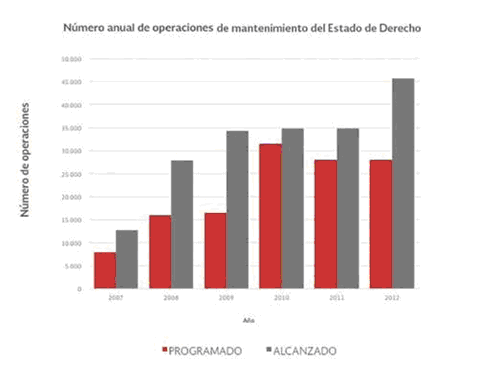 Número anual de operaciones de mantenimiento del Estado de Derecho
Número de operaciones
50.000
45.000
40.000
35.000
30.000
25.000
20.000
15.000
10.000
5.000
0
2007 2008 2009 2010 2011 2012
Año
PROGRAMADO ALCANZADO